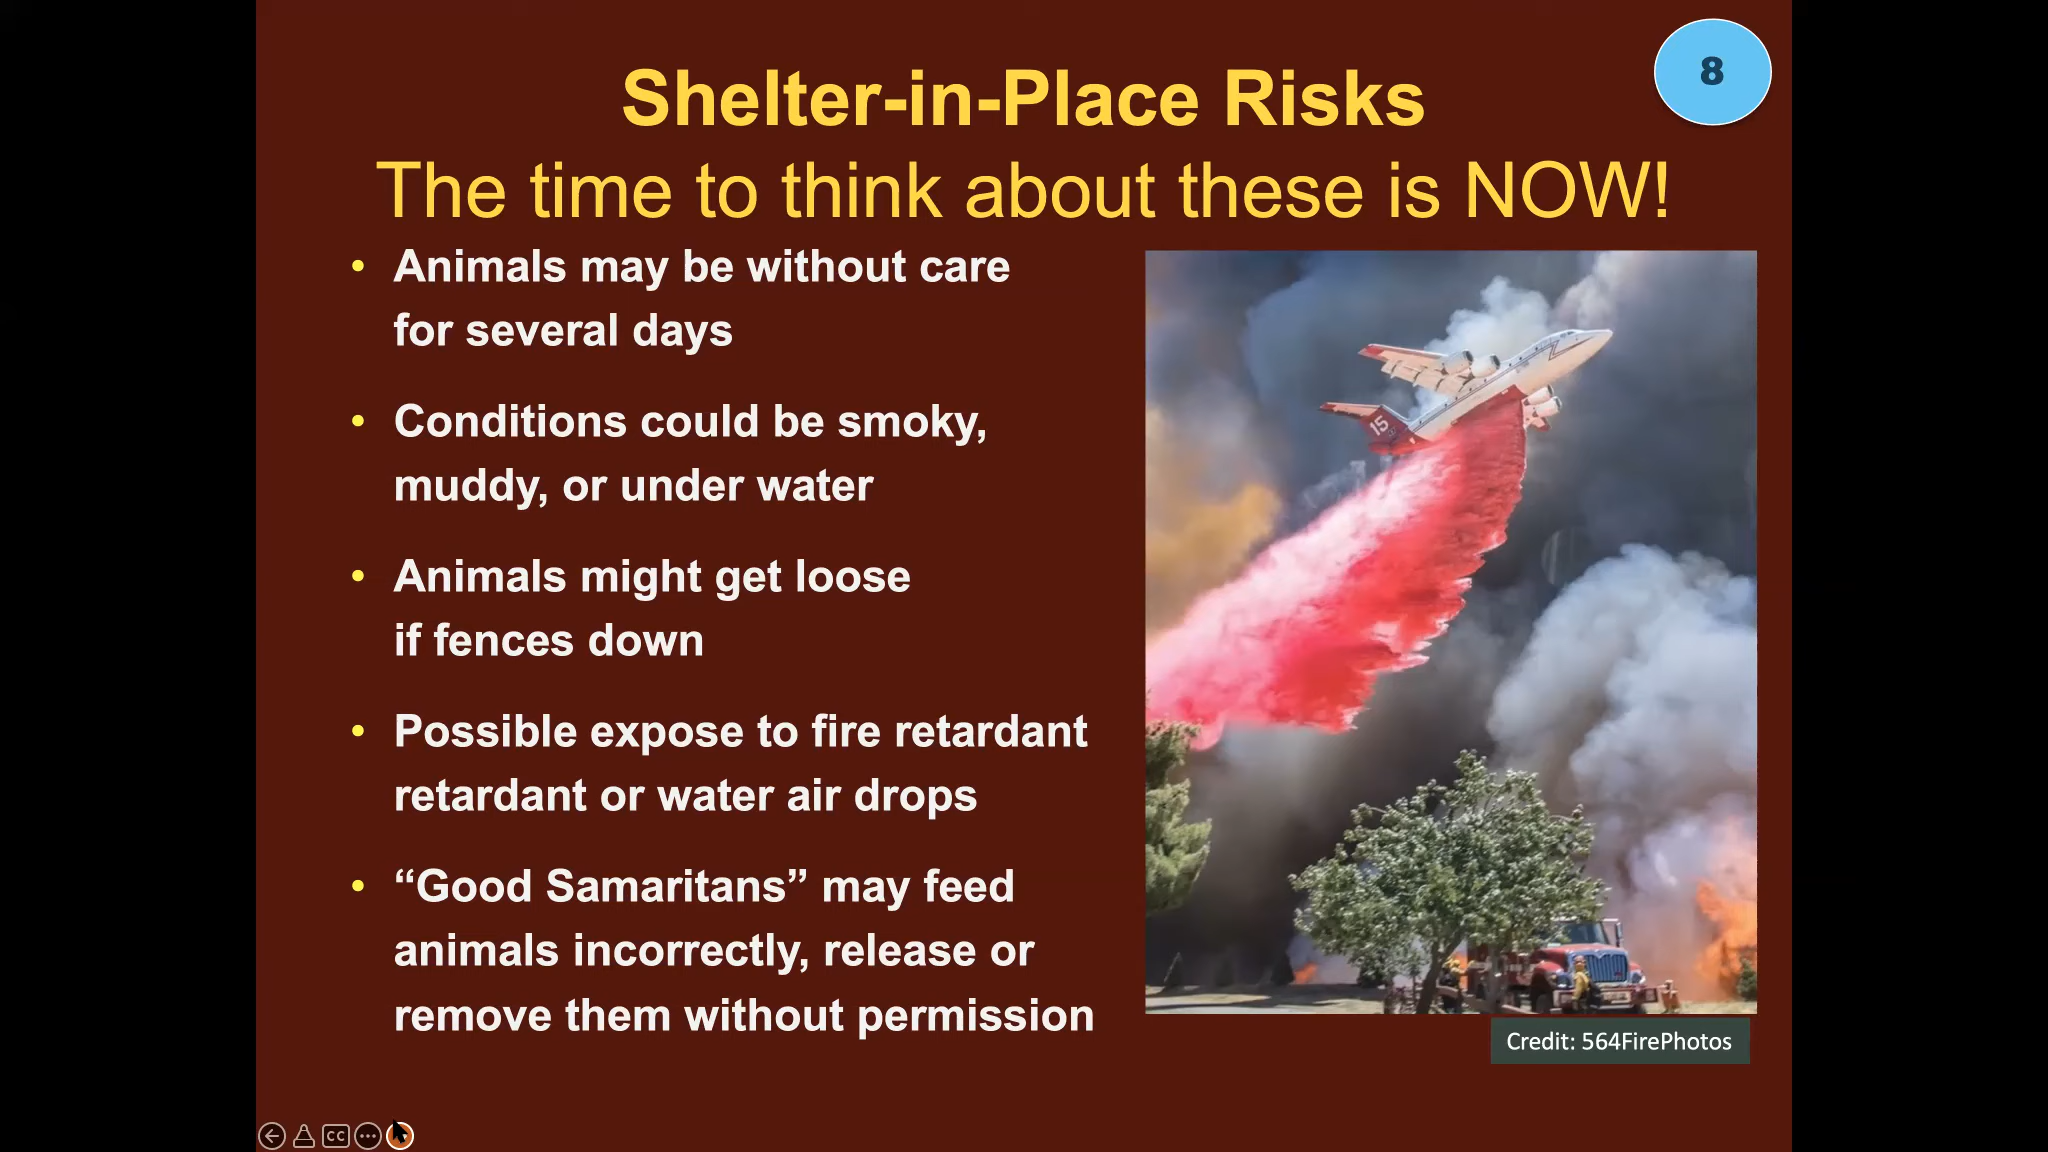 8
Shelter-in-Place Risks
The time to think about these is NOW!
• Animals may be without care
for several days
• Conditions could be smoky,
muddy, or under water
• Animals might get loose
if fences down
• Possible expose to fire retardant
retardant or water air drops
• “Good Samaritans” may feed
animals incorrectly, release or
remove them without permission
15
Credit: 564FirePhotos
CC